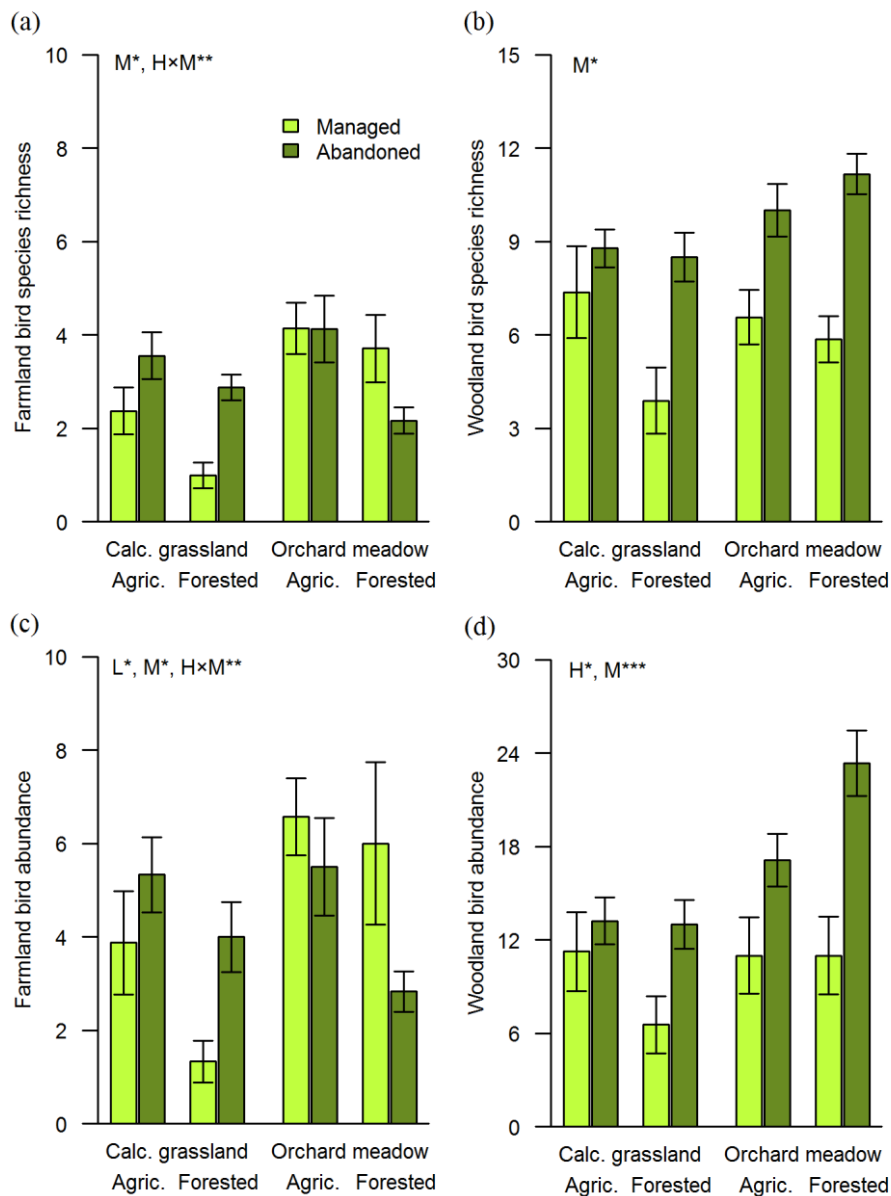 (a)
Farmland bird species richness
10
8
6
4
2
0
M*, H×M**
Managed
Abandoned
Calc. grassland Orchard meadow
Agric. Forested Agric. Forested
(b)
Woodland bird species richness
15
12
9
6
3
0
M*
Calc. grassland Orchard meadow
Agric. Forested Agric. Forested
(c)
Farmland bird abundance
10
8
6
4
2
0
L*, M*, H×M**
Calc. grassland Orchard meadow
Agric. Forested Agric. Forested
(d)
Woodland bird abundance
30
24
18
12
6
0
H*, M***
Calc. grassland Orchard meadow
Agric. Forested Agric. Forested